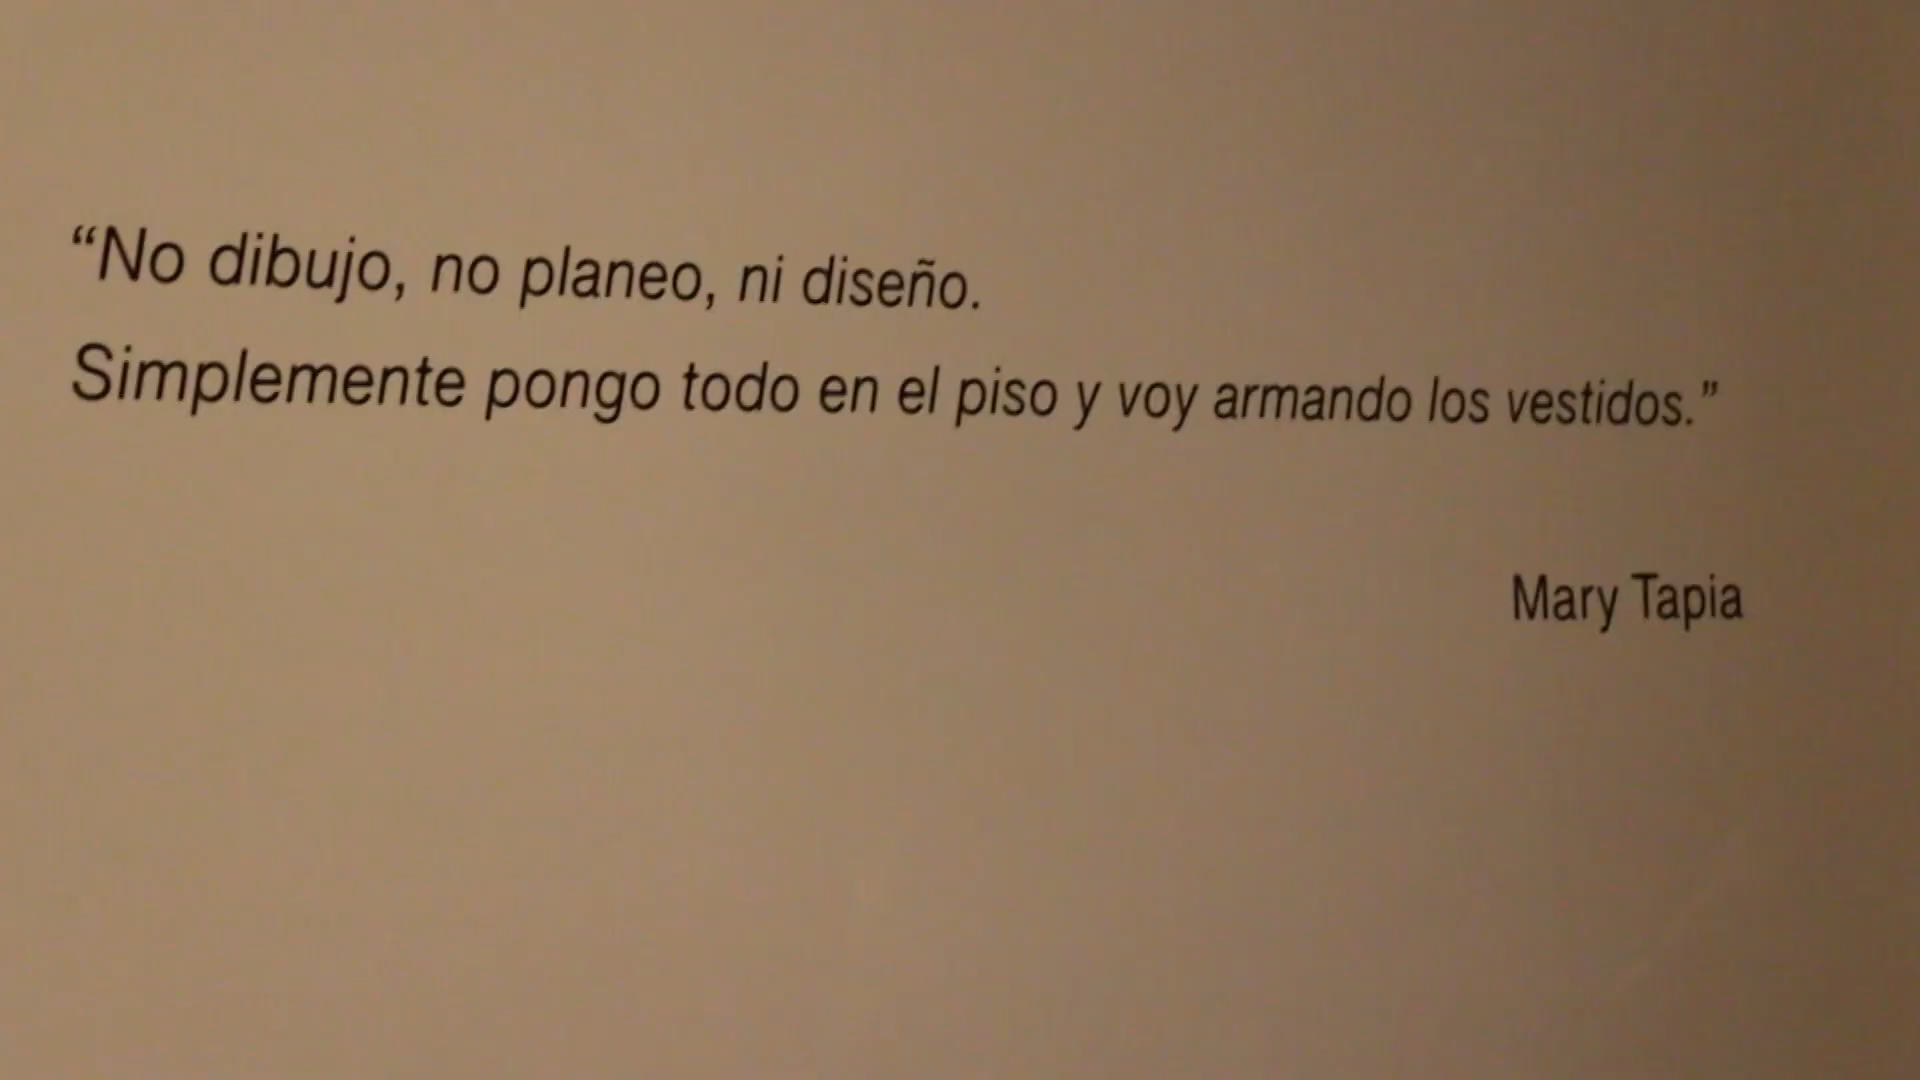 “No dibujo, no planeo, ni diseño.
Simplemente pongo todo en el piso y voy armando los vestidos.”
Mary Tapia